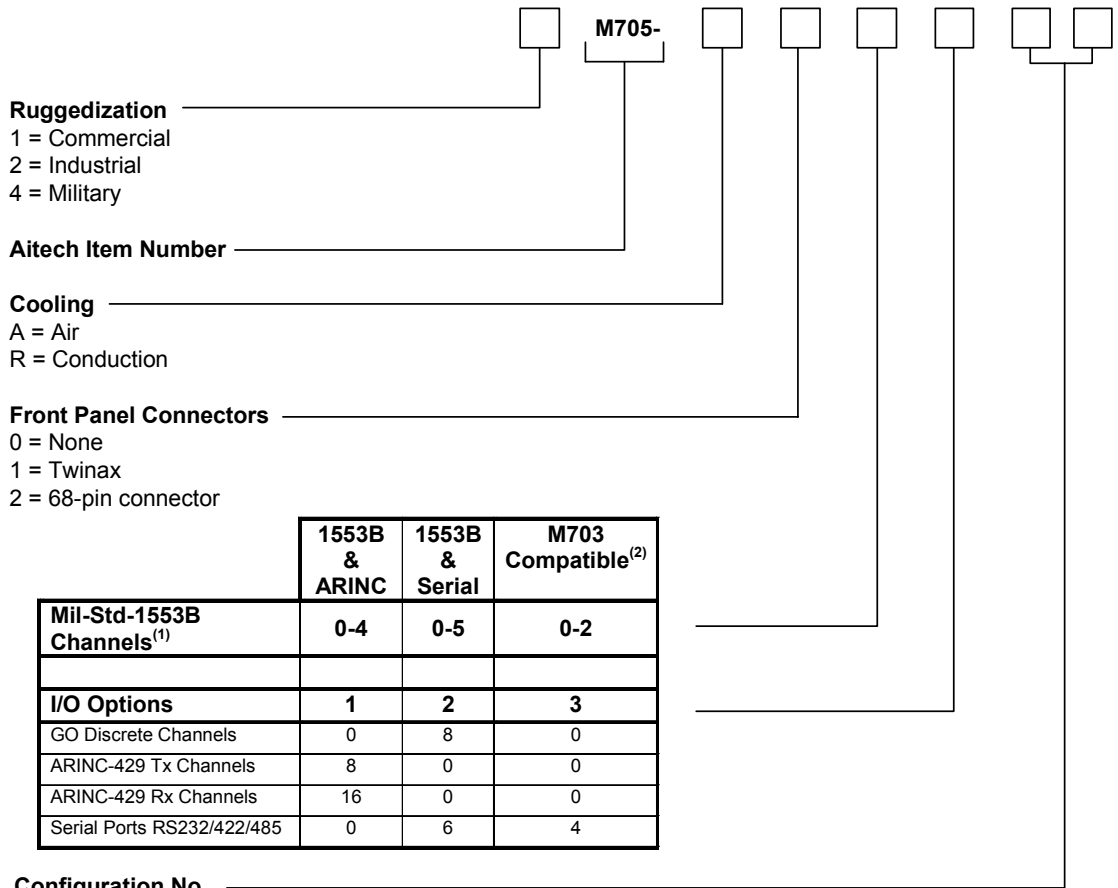 M705-
Ruggedization
1 = Commercial
2 = Industrial
4 = Military
Aitech Item Number
Cooling
A = Air
R = Conduction
Front Panel Connectors
0 = None
1 = Twinax
2 = 68-pin connector
1553B & ARINC
1553B & Serial
M703 Compatible(2)
Mil-Std-1553B Channels(1) 0-4 0-5 0-2
I/O Options 1 2 3
GO Discrete Channels 0 8 0
ARINC-429 Tx Channels 8 0 0
ARINC-429 Rx Channels 16 0 0
Serial Ports RS232/422/485 0 6 4
Configuration No.